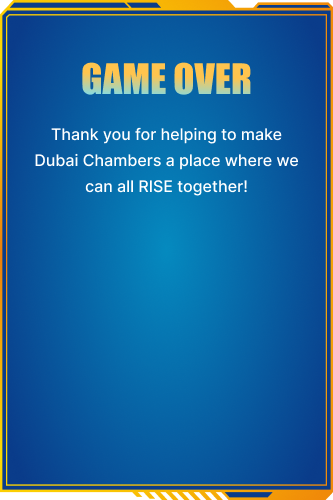 GAME OVER
Thank you for helping to make
Dubai Chambers a place where we
can all RISE together!